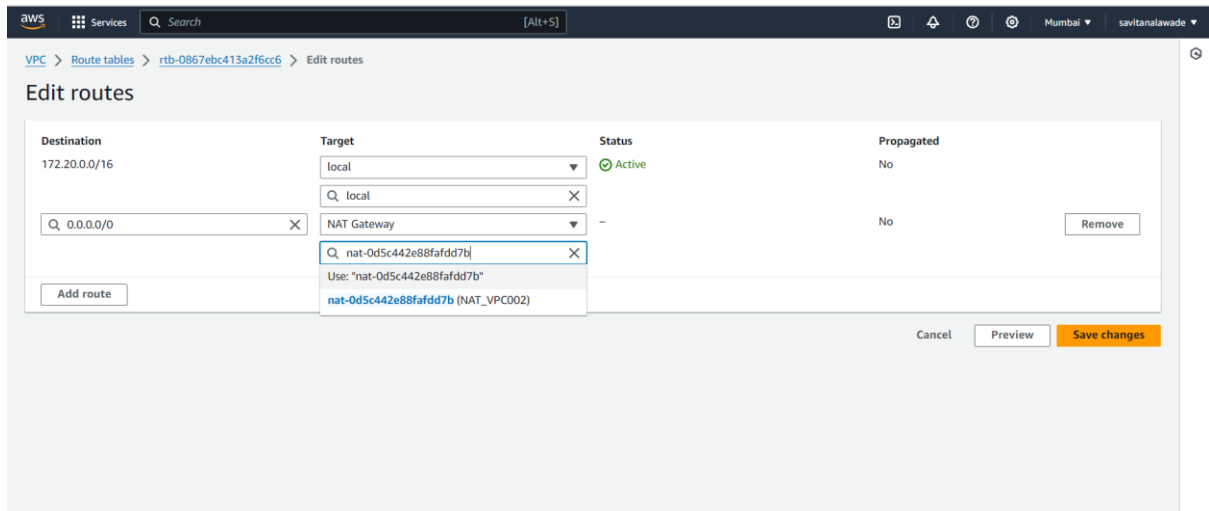 aws Services Search [Alt+S] Mumbai savitanalawade
VPC > Route tables > rtb-0867ebc413a2f6cc6 > Edit routes
Edit routes
Destination Target Status Propagated
172.20.0.0/16 local Active No
local
0.0.0.0/0 NAT Gateway – No Remove
nat-0d5c442e88fafdd7b
Use: "nat-0d5c442e88fafdd7b"
Add route nat-0d5c442e88fafdd7b (NAT_VPC002)
Cancel Preview Save changes